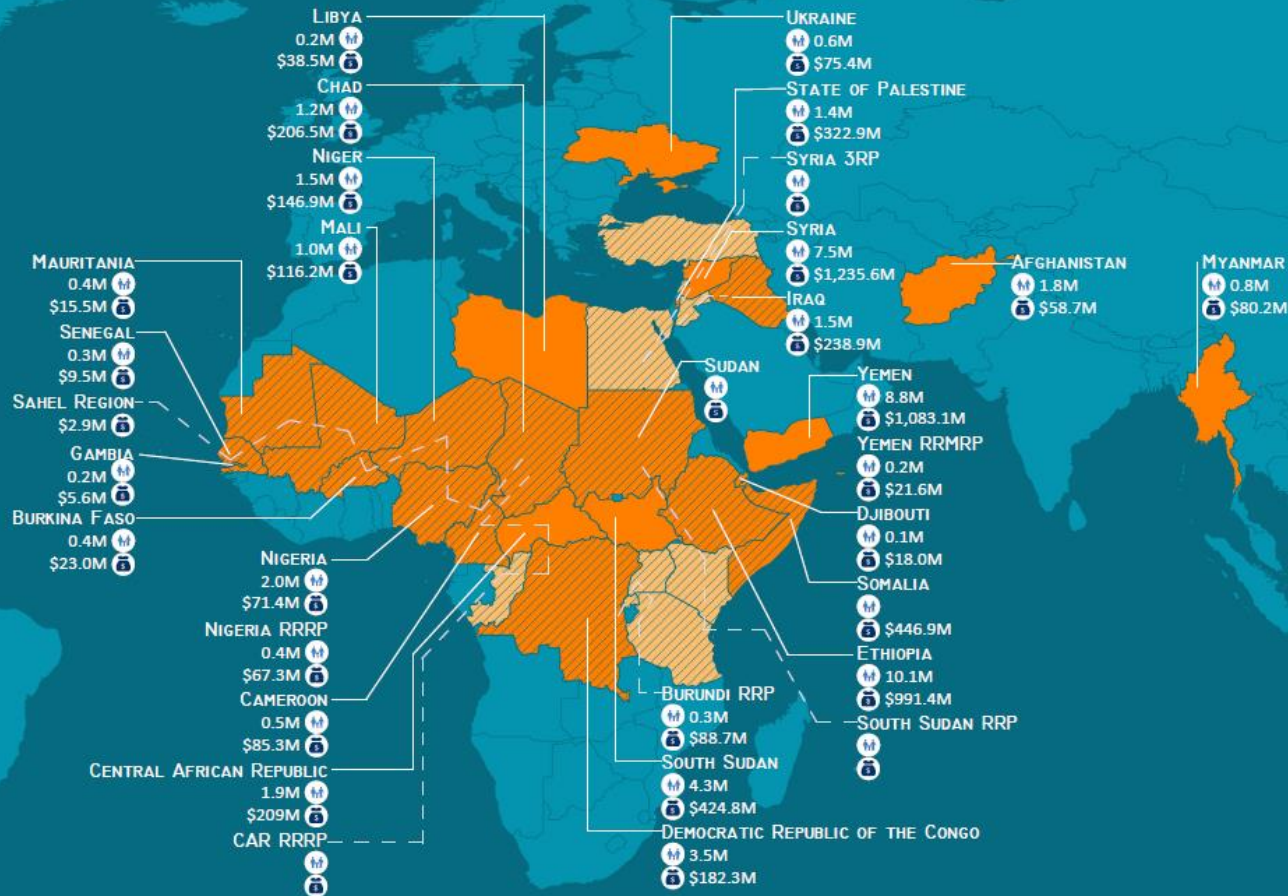 LIBYA
0.2M
$38.5M
CHAD
1.2M
$206.5M
NIGER
1.5M
$146.9M
MALI
1.0M
$116.2M
MAURITANIA
0.4M
$15.5M
SENEGAL
0.3M
$9.5M
SAHEL REGION
$2.9M
GAMBIA
0.2M
$5.6M
BURKINA FASO
0.4M
$23.0M
NIGERIA
2.0M
$71.4M
NIGERIA RRRP
0.4M
$67.3M
CAMEROON
0.5M
$85.3M
CENTRAL AFRICAN REPUBLIC
1.9M
$209M
CAR RRRP
UKRAINE
0.6M
$75.4M
STATE OF PALESTINE
1.4M
$322.9M
SYRIA 3RP
SYRIA
7.5M
$1,235.6M
IRAQ
1.5M
$238.9M
SUDAN
AFGHANISTAN
1.8M
$58.7M
MYANMAR
0.8M
$80.2M
YEMEN
8.8M
$1,083.1M
YEMEN RRMRP
0.2M
$21.6M
DJIBOUTI
0.1M
$18.0M
SOMALIA
$446.9M
ETHIOPIA
10.1M
$991.4M
SOUTH SUDAN RRP
BURUNDI RRP
0.3M
$88.7M
SOUTH SUDAN
4.3M
$424.8M
DEMOCRATIC REPUBLIC OF THE CONGO
3.5M
$182.3M